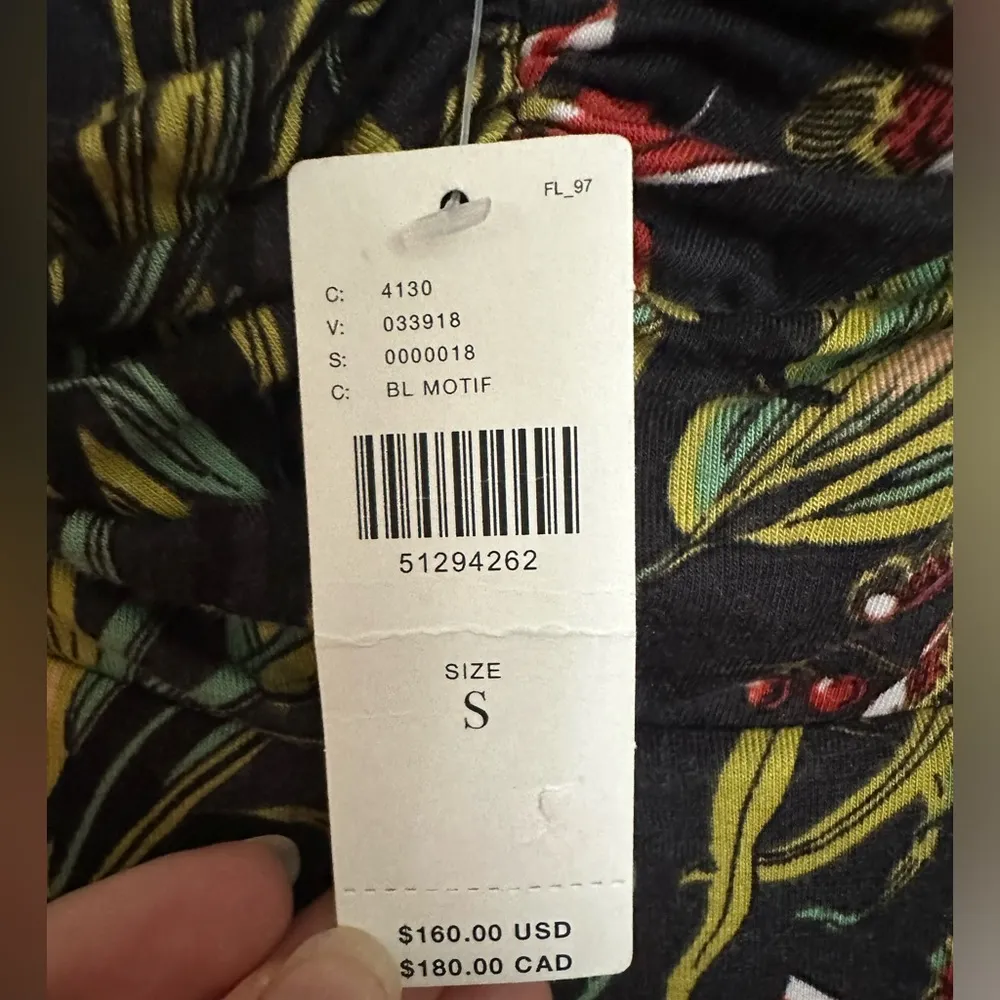 FL_97
C: 4130
V: 033918
S: 0000018
C: BL MOTIF
51294262
SIZE
S
$160.00 USD
$180.00 CAD